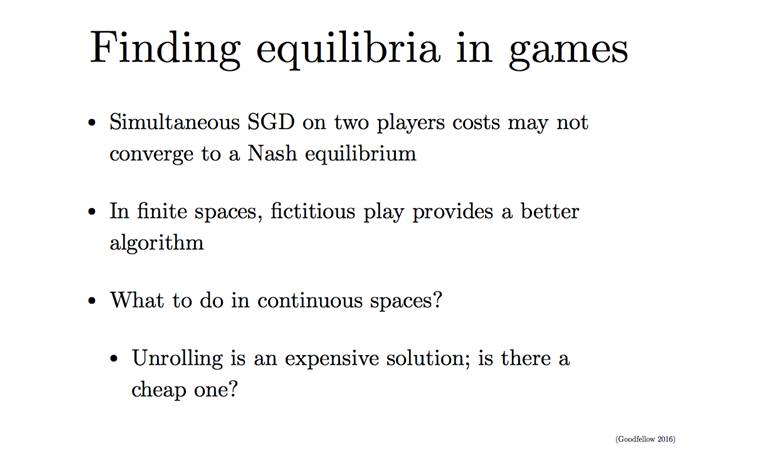 Finding equilibria in games
• Simultaneous SGD on two players costs may not
converge to a Nash equilibrium
• In finite spaces, fictitious play provides a better
algorithm
• What to do in continuous spaces?
• Unrolling is an expensive solution; is there a
cheap one?
(Goodfellow 2016)